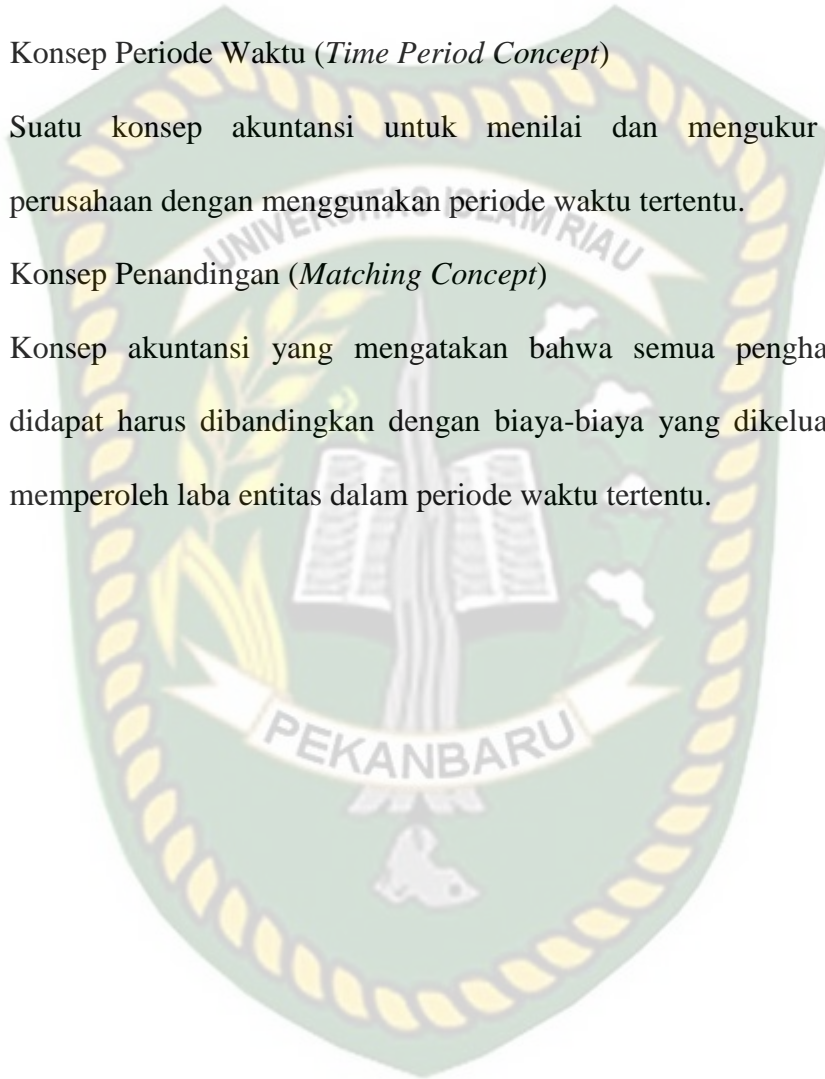 Konsep Periode Waktu (Time Period Concept)
Suatu konsep akuntansi untuk menilai dan mengukur
perusahaan dengan menggunakan periode waktu tertentu.
UNIVERSITAS ISLAM RIAU
Konsep Penandingan (Matching Concept)
Konsep akuntansi yang mengatakan bahwa semua pengha
didapat harus dibandingkan dengan biaya-biaya yang dikelua
memperoleh laba entitas dalam periode waktu tertentu.
PEKANBARU